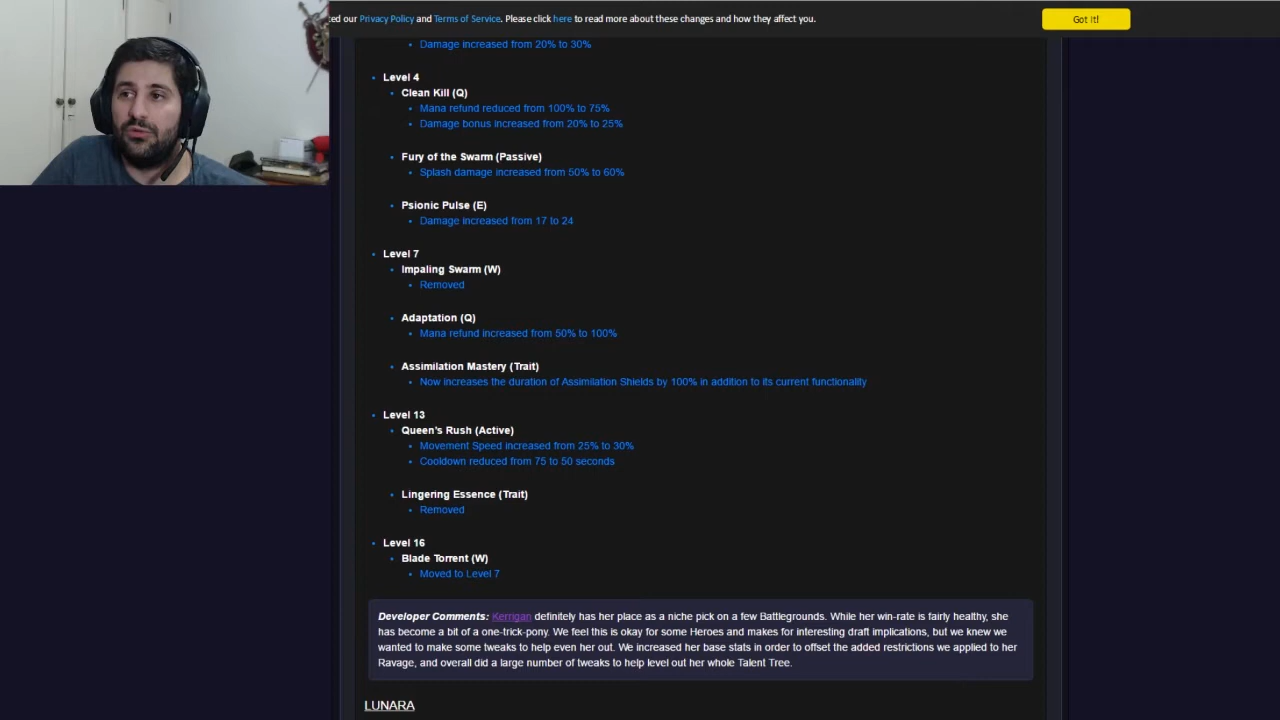 ted our Privacy Policy and Terms of Service. Please click here to read more about these changes and how they affect you.
Got It!
Damage increased from 20% to 30%
Level 4
Clean Kill (Q)
Mana refund reduced from 100% to 75%
Damage bonus increased from 20% to 25%
Fury of the Swarm (Passive)
Splash damage increased from 50% to 60%
Psionic Pulse (E)
Damage increased from 17 to 24
Level 7
Impaling Swarm (W)
Removed
Adaptation (Q)
Mana refund increased from 50% to 100%
Assimilation Mastery (Trait)
Now increases the duration of Assimilation Shields by 100% in addition to its current functionality
Level 13
Queen's Rush (Active)
Movement Speed increased from 25% to 30%
Cooldown reduced from 75 to 50 seconds
Lingering Essence (Trait)
Removed
Level 16
Blade Torrent (W)
Moved to Level 7
Developer Comments: Kerrigan definitely has her place as a niche pick on a few Battlegrounds. While her win-rate is fairly healthy, she
has become a bit of a one-trick-pony. We feel this is okay for some Heroes and makes for interesting draft implications, but we knew we
wanted to make some tweaks to help even her out. We increased her base stats in order to offset the added restrictions we applied to her
Ravage, and overall did a large number of tweaks to help level out her whole Talent Tree.
LUNARA